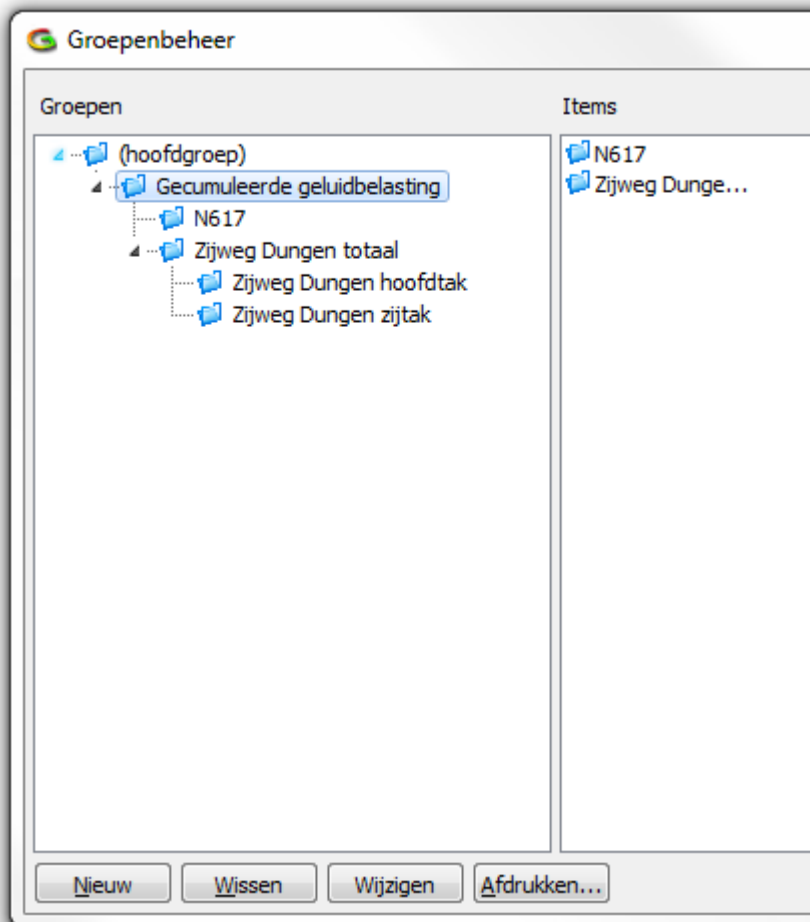 Groepenbeheer
Groepen
Items
(hoofdgroep)
Gecumuleerde geluidbelasting
N617
Zijweg Dungen totaal
Zijweg Dungen hoofdtak
Zijweg Dungen zijtak
N617
Zijweg Dunge...
Nieuw Wissen Wijzigen Afdrukken...